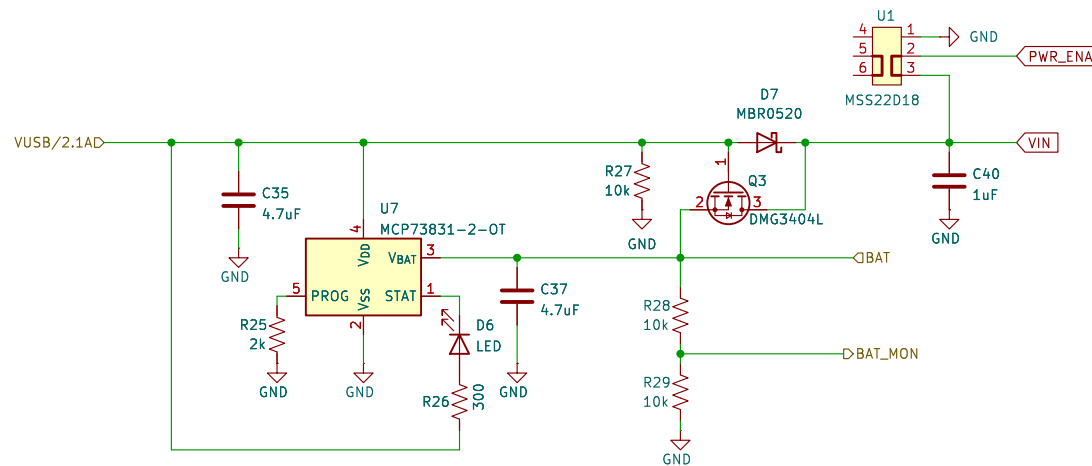 U1
4
1
GND
5
2
PWR_ENA
6
3
MSS22D18
D7
MBR0520
VUSB/2.1A
VIN
R27
10k
1
Q3
2
3
DMG3404L
C40
1uF
GND
GND
C35
4.7uF
GND
U7
MCP73831-2-OT
4
VDD
VBAT
3
BAT
5
PROG
VSS
STAT
1
2
C37
4.7uF
R28
10k
R25
2k
D6
LED
BAT_MON
GND
GND
GND
R26
300
R29
10k
GND